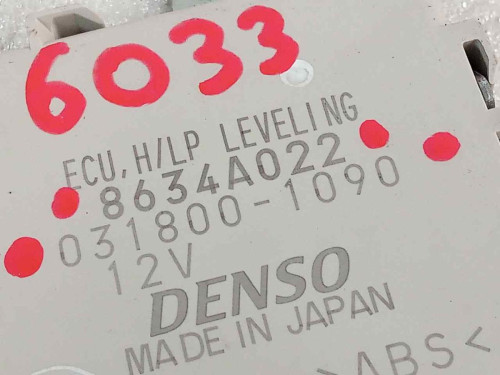 6033
ECU, H/LP LEVELING
8634A022
031800-1090
12V
DENSO
MADE IN JAPAN
>ABS<